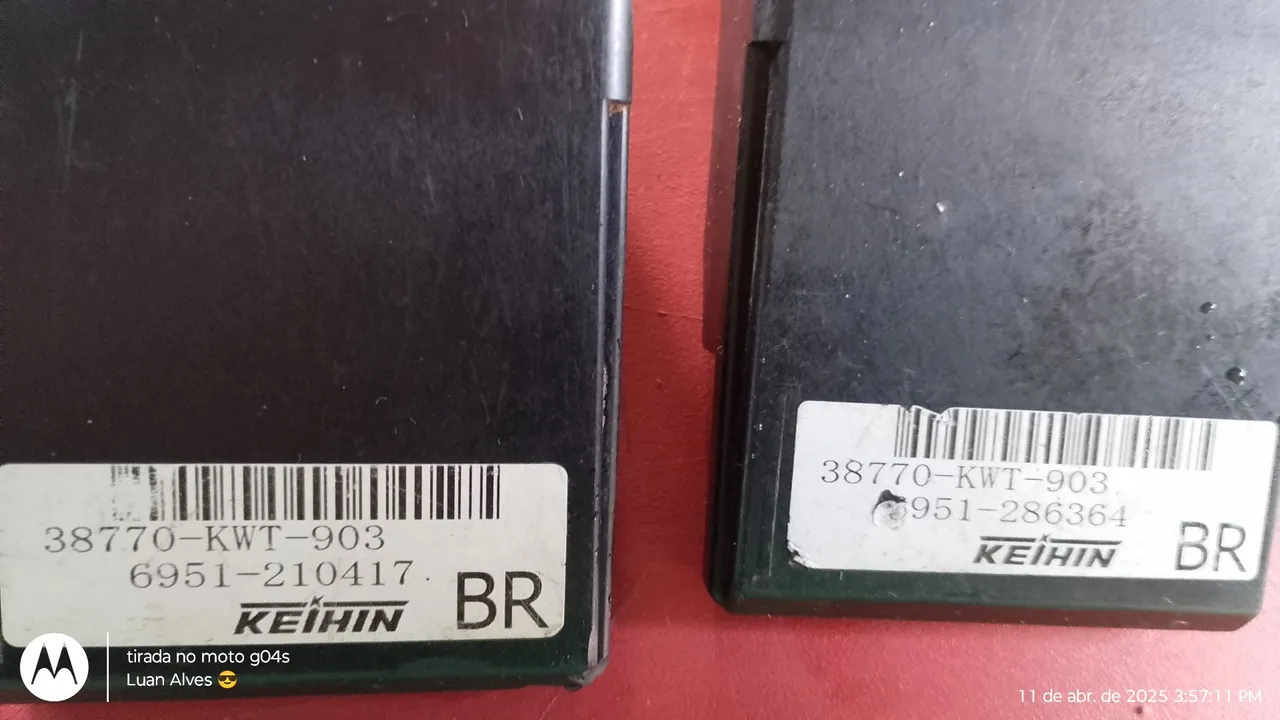 38770-KWT-903
6951-210417
KEIHIN
BR
38770-KWT-903
6951-286364
KEIHIN
BR
tirada no moto g04s
Luan Alves 😎
11 de abr. de 2025 3:57:11 PM